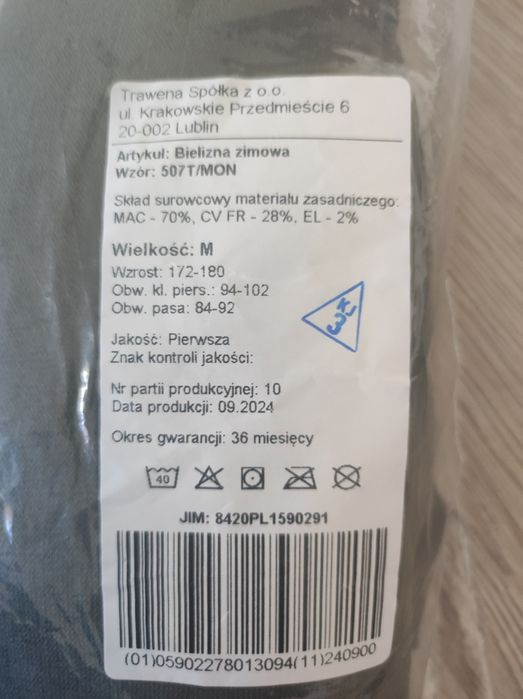 Trawena Spółka z o.o.
ul. Krakowskie Przedmieście 6
20-002 Lublin
Artykuł: Bielizna zimowa
Wzór: 507T/MON
Skład surowcowy materiału zasadniczego:
MAC - 70%, CV FR - 28%, EL - 2%
Wielkość: M
Wzrost: 172-180
Obw. kl. piers.: 94-102
Obw. pasa: 84-92
Jakość: Pierwsza
Znak kontroli jakości:
Nr partii produkcyjnej: 10
Data produkcji: 09.2024
Okres gwarancji: 36 miesięcy
40
JIM: 8420PL1590291
(01)05902278013094(11)240900